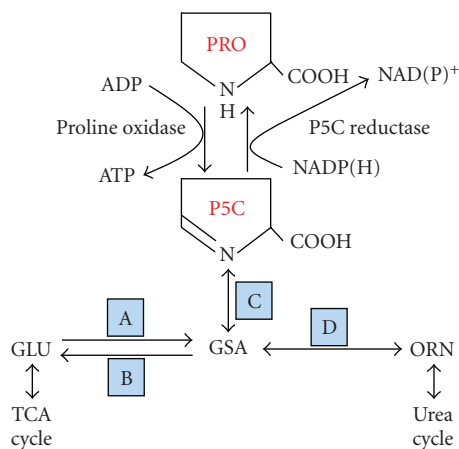 PRO
N
H
COOH
NAD(P)+
ADP
Proline oxidase
P5C reductase
ATP
NADP(H)
P5C
N
COOH
C
A
D
GLU
GSA
ORN
B
TCA
cycle
Urea
cycle